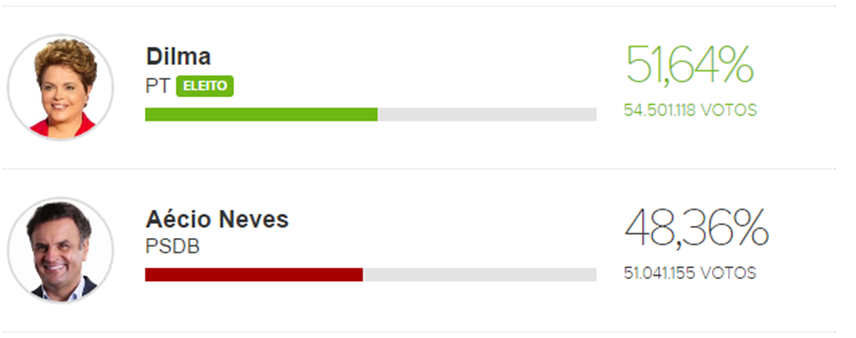 Dilma
PT ELEITO
51,64%
54.501.118 VOTOS
Aécio Neves
PSDB
48,36%
51.041.155 VOTOS